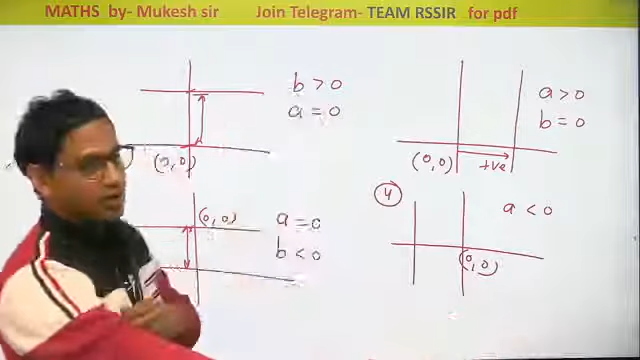 MATHS by- Mukesh sir Join Telegram- TEAM RSSIR for pdf
b > 0
a = 0
(0, 0)
a > 0
b = 0
(0, 0)
+ve
(0, 0)
a = 0
b < 0
4
a < 0
(0, 0)